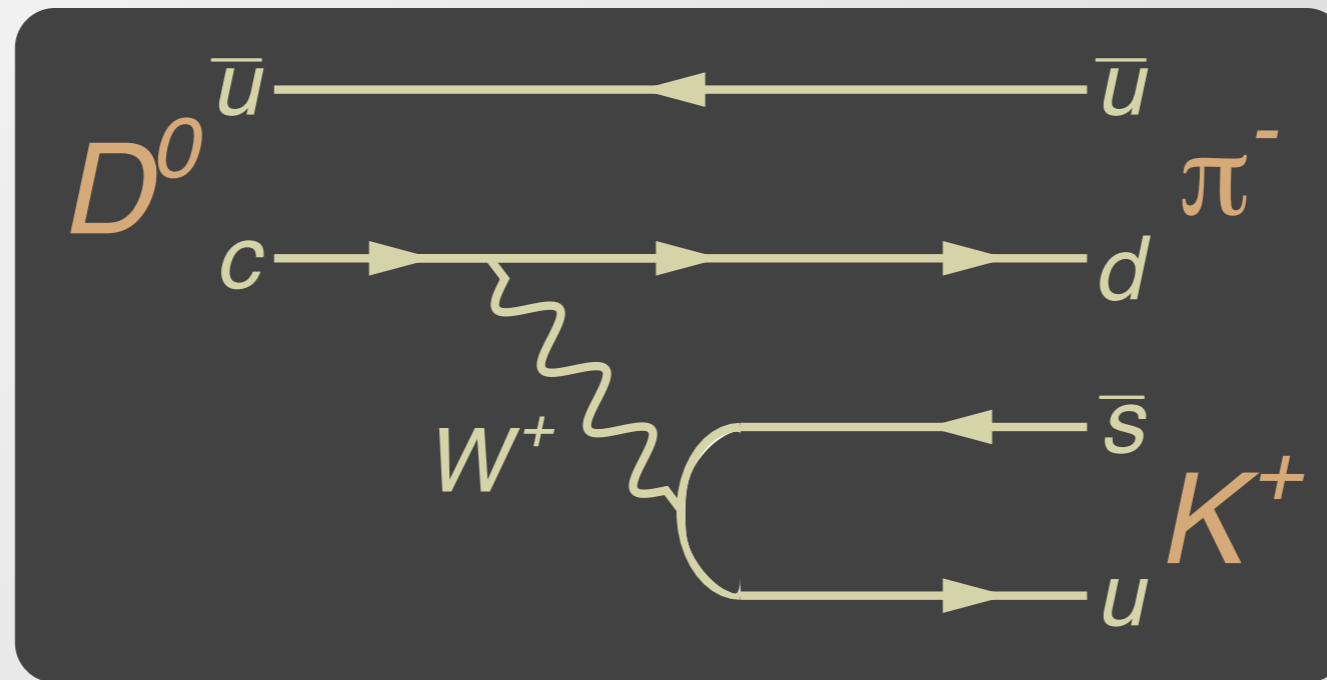 u̅ u̅
D⁰ π⁻
c d
W⁺ s̅
K⁺
u